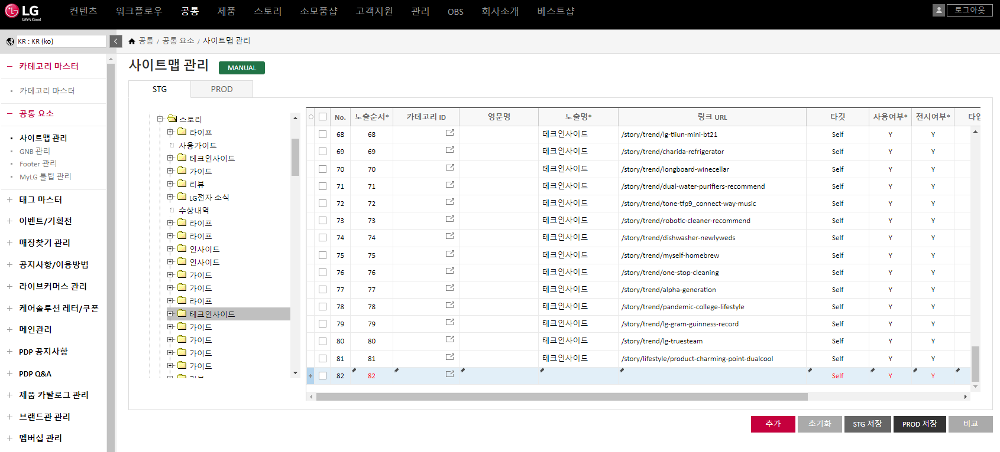 LG
Life's Good
컨텐츠 워크플로우 공통 제품 스토리 소모품샵 고객지원 관리 OBS 회사소개 베스트샵
로그아웃
KR : KR (ko)
공통 / 공통 요소 / 사이트맵 관리
카테고리 마스터
카테고리 마스터
공통 요소
사이트맵 관리
GNB 관리
Footer 관리
MyLG 툴팁 관리
태그 마스터
이벤트/기획전
매장찾기 관리
공지사항/이용방법
라이브커머스 관리
케어솔루션 레터/쿠폰
메인관리
PDP 공지사항
PDP Q&A
제품 카탈로그 관리
브랜드관 관리
멤버십 관리
사이트맵 관리 MANUAL
STG PROD
스토리
라이프
사용가이드
테크인사이드
가이드
리뷰
LG전자 소식
수상내역
라이프
라이프
인사이드
인사이드
가이드
가이드
라이프
테크인사이드
가이드
가이드
가이드
가이드
No. 노출순서* 카테고리 ID 영문명 노출명* 링크 URL 타깃 사용여부* 전시여부* 타입
68 68 테크인사이드 /story/trend/lg-tiiun-mini-bt21 Self Y Y
69 69 테크인사이드 /story/trend/charida-refrigerator Self Y Y
70 70 테크인사이드 /story/trend/longboard-winecellar Self Y Y
71 71 테크인사이드 /story/trend/dual-water-purifiers-recommend Self Y Y
72 72 테크인사이드 /story/trend/tone-tfp9_connect-way-music Self Y Y
73 73 테크인사이드 /story/trend/robotic-cleaner-recommend Self Y Y
74 74 테크인사이드 /story/trend/dishwasher-newlyweds Self Y Y
75 75 테크인사이드 /story/trend/myself-homebrew Self Y Y
76 76 테크인사이드 /story/trend/one-stop-cleaning Self Y Y
77 77 테크인사이드 /story/trend/alpha-generation Self Y Y
78 78 테크인사이드 /story/trend/pandemic-college-lifestyle Self Y Y
79 79 테크인사이드 /story/trend/lg-gram-guinness-record Self Y Y
80 80 테크인사이드 /story/trend/lg-truesteam Self Y Y
81 81 테크인사이드 /story/lifestyle/product-charming-point-dualcool Self Y Y
82 82 Self Y Y
추가 초기화 STG 저장 PROD 저장 비교